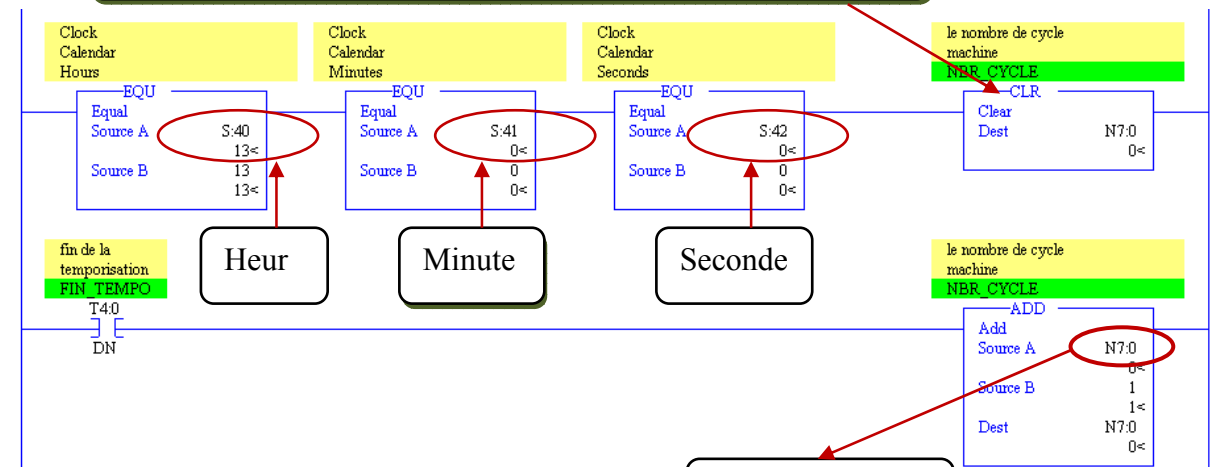 Clock
Calendar
Hours
EQU
Equal
Source A S:40
13<
Source B 13
13<
Clock
Calendar
Minutes
EQU
Equal
Source A S:41
0<
Source B 0
0<
Clock
Calendar
Seconds
EQU
Equal
Source A S:42
0<
Source B 0
0<
le nombre de cycle
machine
NBR_CYCLE
CLR
Clear
Dest N7:0
0<
Heur
Minute
Seconde
fin de la
temporisation
FIN_TEMPO
T4:0
DN
le nombre de cycle
machine
NBR_CYCLE
ADD
Add
Source A N7:0
0<
Source B 1
1<
Dest N7:0
0<